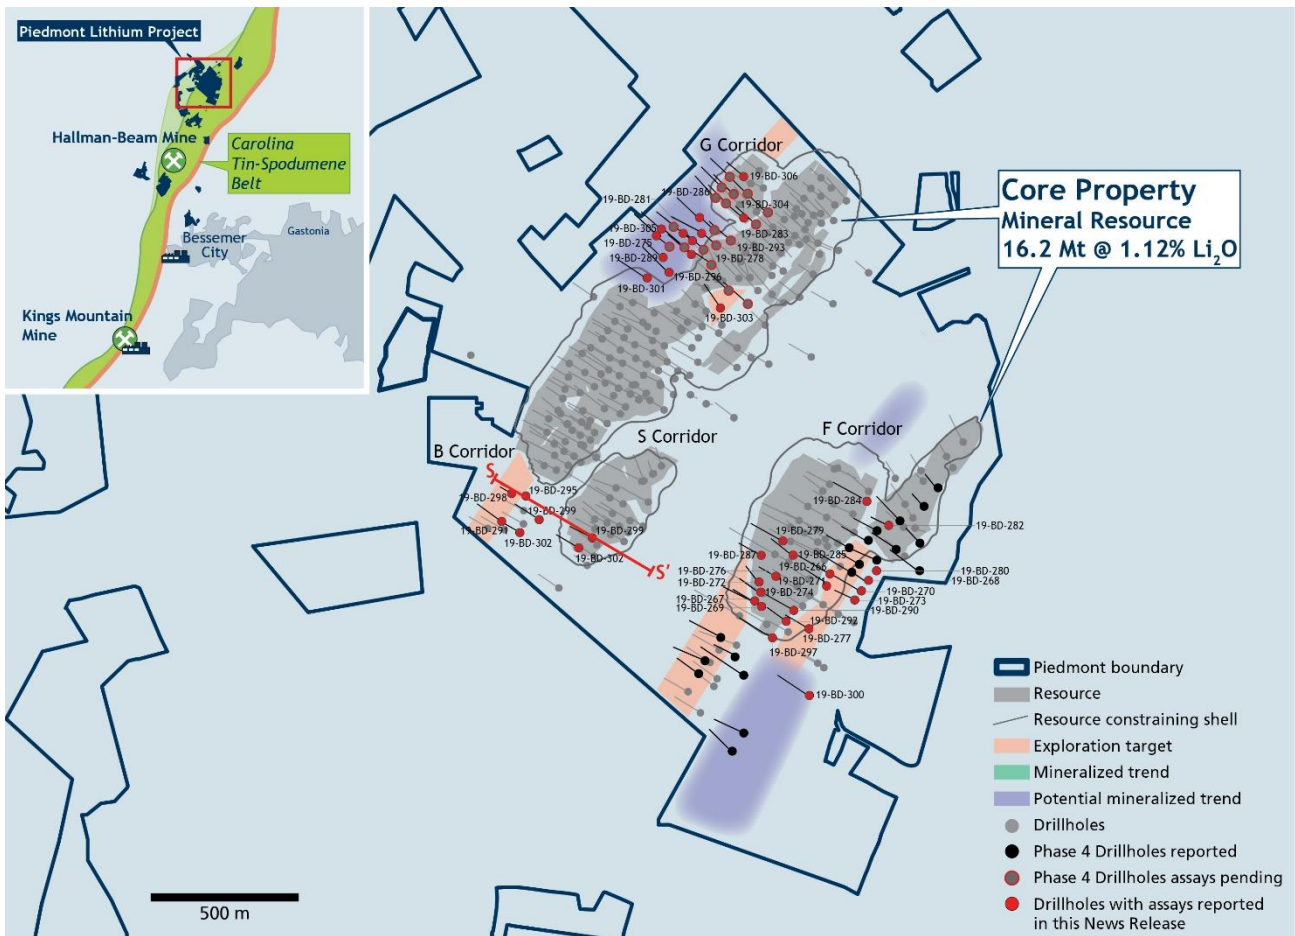 Piedmont Lithium Project
Hallman-Beam Mine
Carolina
Tin-Spodumene
Belt
Bessemer
City
Gastonia
Kings Mountain
Mine
G Corridor
19-BD-306
19-BD-286
19-BD-281
19-BD-304
19-BD-305
19-BD-283
19-BD-275
19-BD-293
19-BD-289
19-BD-278
19-BD-296
19-BD-301
19-BD-303
Core Property
Mineral Resource
16.2 Mt @ 1.12% Li₂O
F Corridor
S Corridor
B Corridor
S
19-BD-295
19-BD-298
19-BD-299
19-BD-291
19-BD-302
19-BD-299
19-BD-302
S'
19-BD-284
19-BD-282
19-BD-279
19-BD-287
19-BD-285
19-BD-276
19-BD-266
19-BD-280
19-BD-272
19-BD-271
19-BD-268
19-BD-274
19-BD-270
19-BD-267
19-BD-273
19-BD-269
19-BD-290
19-BD-292
19-BD-277
19-BD-297
19-BD-300
Piedmont boundary
Resource
Resource constraining shell
Exploration target
Mineralized trend
Potential mineralized trend
Drillholes
Phase 4 Drillholes reported
Phase 4 Drillholes assays pending
Drillholes with assays reported
in this News Release
500 m